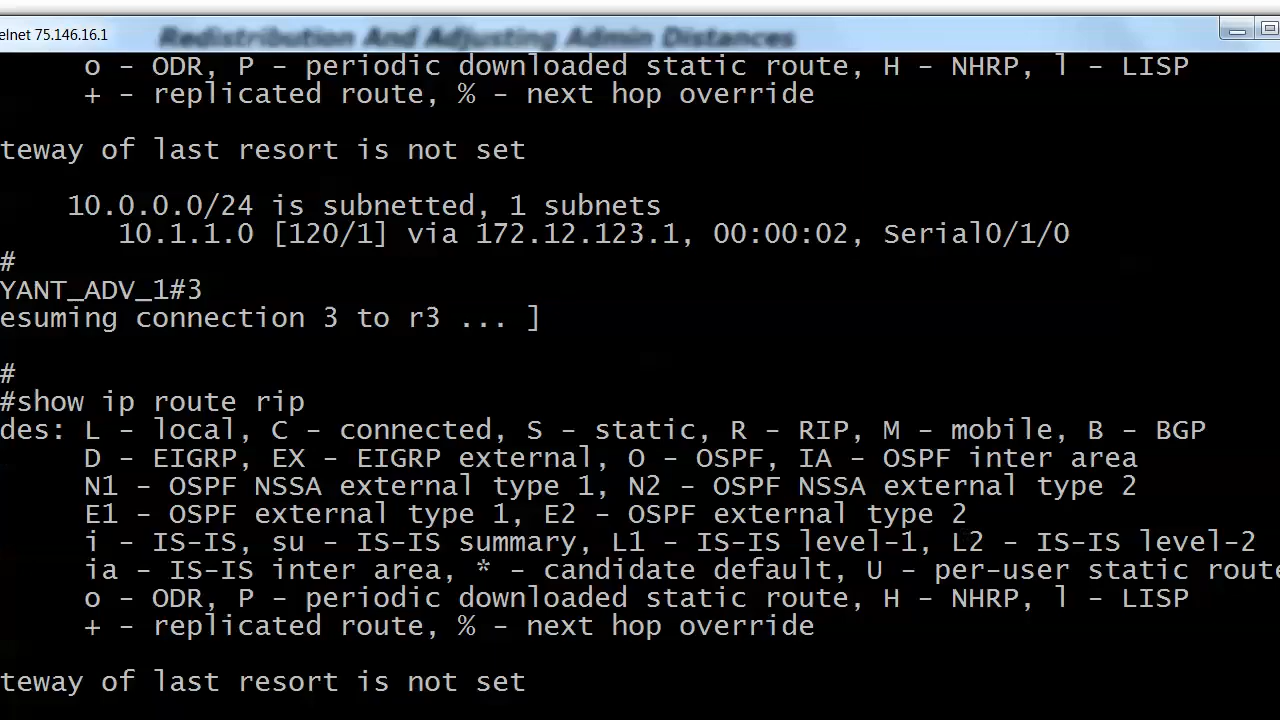 elnet 75.146.16.1
Redistribution And Adjusting Admin Distances
o - ODR, P - periodic downloaded static route, H - NHRP, l - LISP
+ - replicated route, % - next hop override
teway of last resort is not set
10.0.0.0/24 is subnetted, 1 subnets
10.1.1.0 [120/1] via 172.12.123.1, 00:00:02, Serial0/1/0
#
YANT_ADV_1#3
esuming connection 3 to r3 ... ]
#
#show ip route rip
des: L - local, C - connected, S - static, R - RIP, M - mobile, B - BGP
D - EIGRP, EX - EIGRP external, O - OSPF, IA - OSPF inter area
N1 - OSPF NSSA external type 1, N2 - OSPF NSSA external type 2
E1 - OSPF external type 1, E2 - OSPF external type 2
i - IS-IS, su - IS-IS summary, L1 - IS-IS level-1, L2 - IS-IS level-2
ia - IS-IS inter area, * - candidate default, U - per-user static route
o - ODR, P - periodic downloaded static route, H - NHRP, l - LISP
+ - replicated route, % - next hop override
teway of last resort is not set